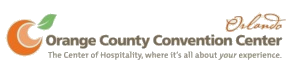 Orlando
Orange County Convention Center
The Center of Hospitality, where it's all about your experience.